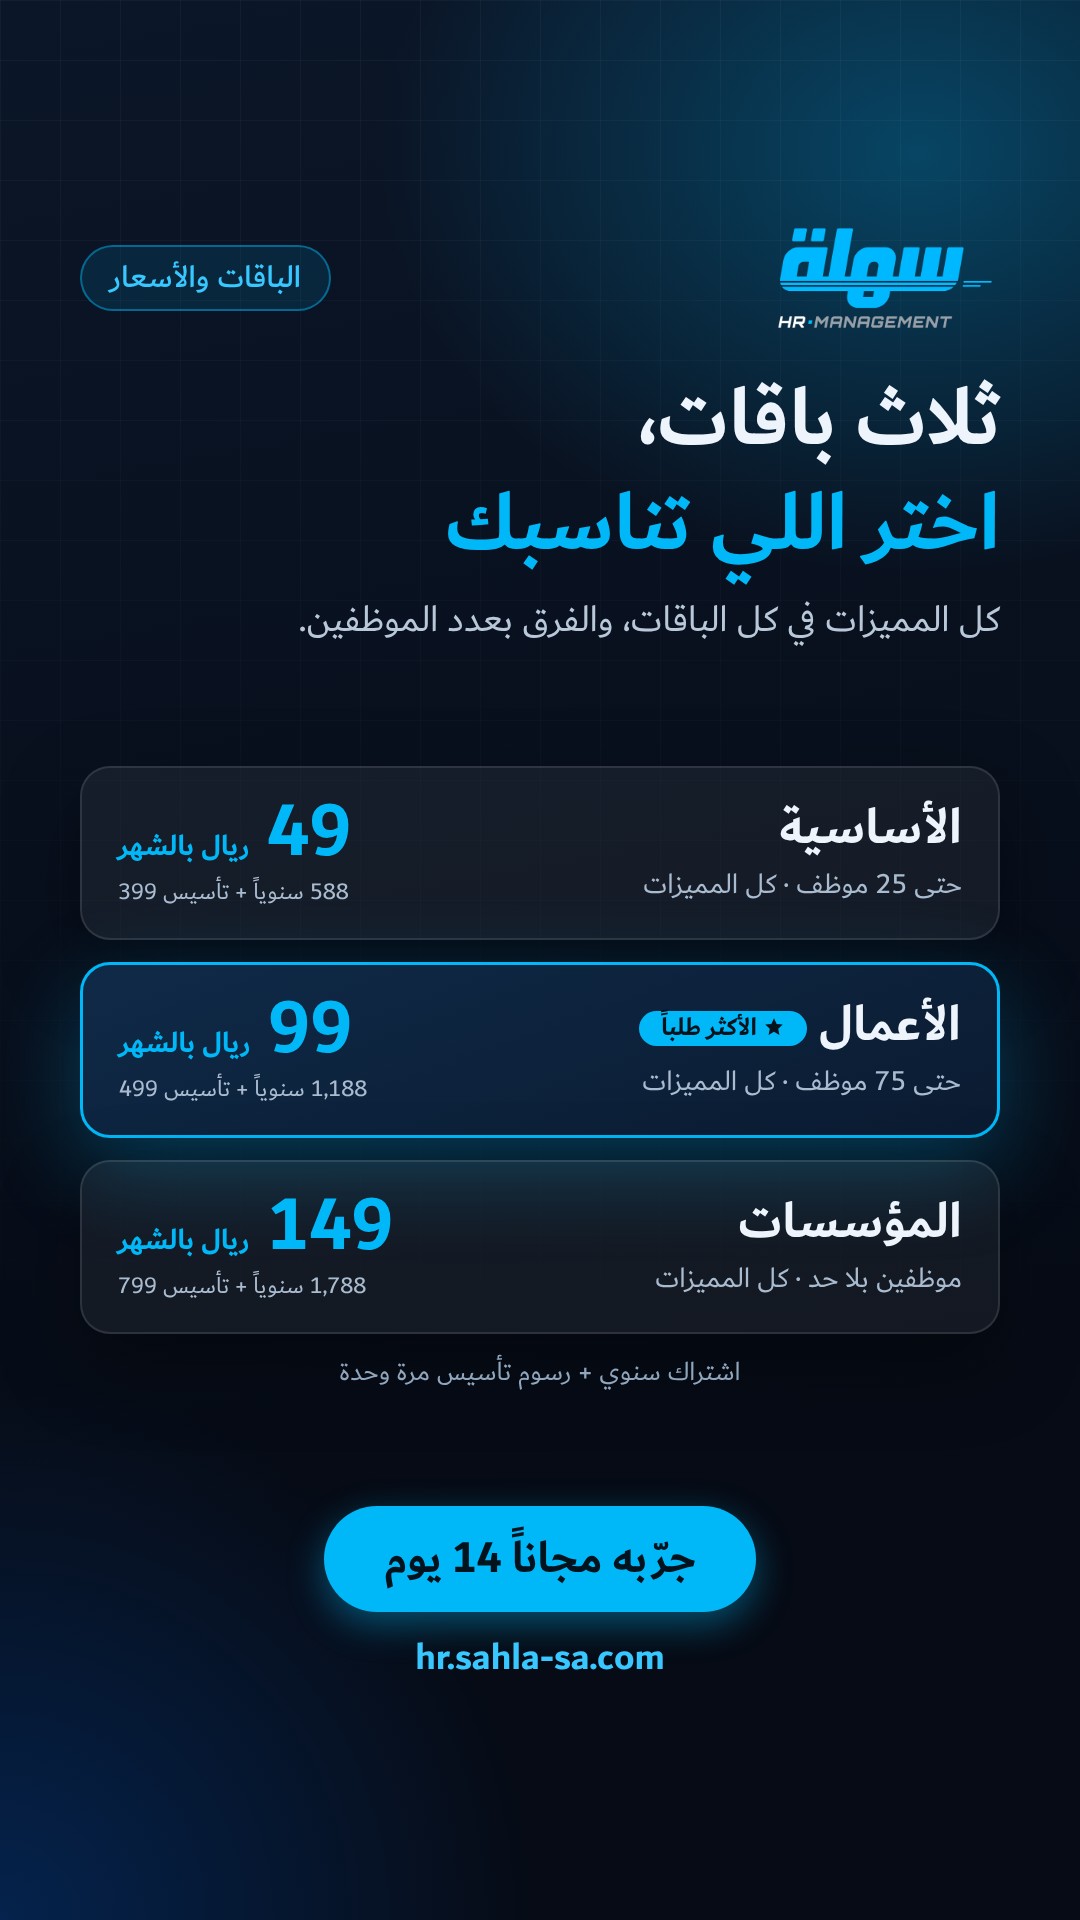 سهلة
HR·MANAGEMENT
الباقات والأسعار
ثلاث باقات،
اختر اللي تناسبك
كل المميزات في كل الباقات، والفرق بعدد الموظفين.
الأساسية
حتى 25 موظف · كل المميزات
49 ريال بالشهر
588 سنوياً + تأسيس 399
الأعمال ★ الأكثر طلباً
حتى 75 موظف · كل المميزات
99 ريال بالشهر
1,188 سنوياً + تأسيس 499
المؤسسات
موظفين بلا حد · كل المميزات
149 ريال بالشهر
1,788 سنوياً + تأسيس 799
اشتراك سنوي + رسوم تأسيس مرة وحدة
جرّبه مجاناً 14 يوم
hr.sahla-sa.com